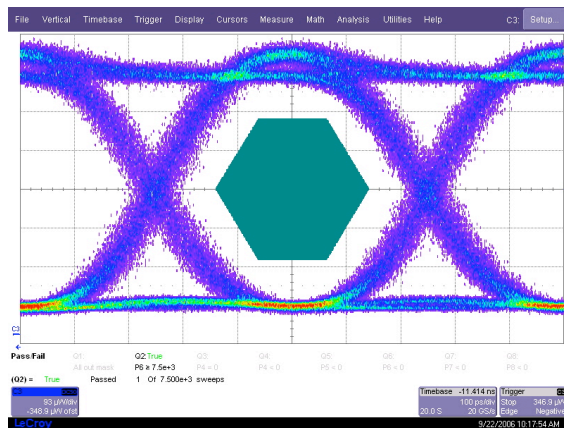 File Vertical Timebase Trigger Display Cursors Measure Math Analysis Utilities Help C3: Setup...
C3
Pass/Fail Q1: Q2:True Q3: Q4: Q5: Q6: Q7: Q8:
All out mask P6 ≥ 7.5e+3 P4 = 0 P4 < 0 P5 < 0 P6 < 0 P7 < 0 P8 < 0
(Q2) = True Passed 1 Of 7.500e+3 sweeps
93 µW/div
-346.9 µW ofst
Timebase -11.414 ns
100 ps/div
20.0 S 20 GS/s
Trigger
Stop 346.9 µW
Edge Negative
LeCroy
9/22/2006 10:17:54 AM